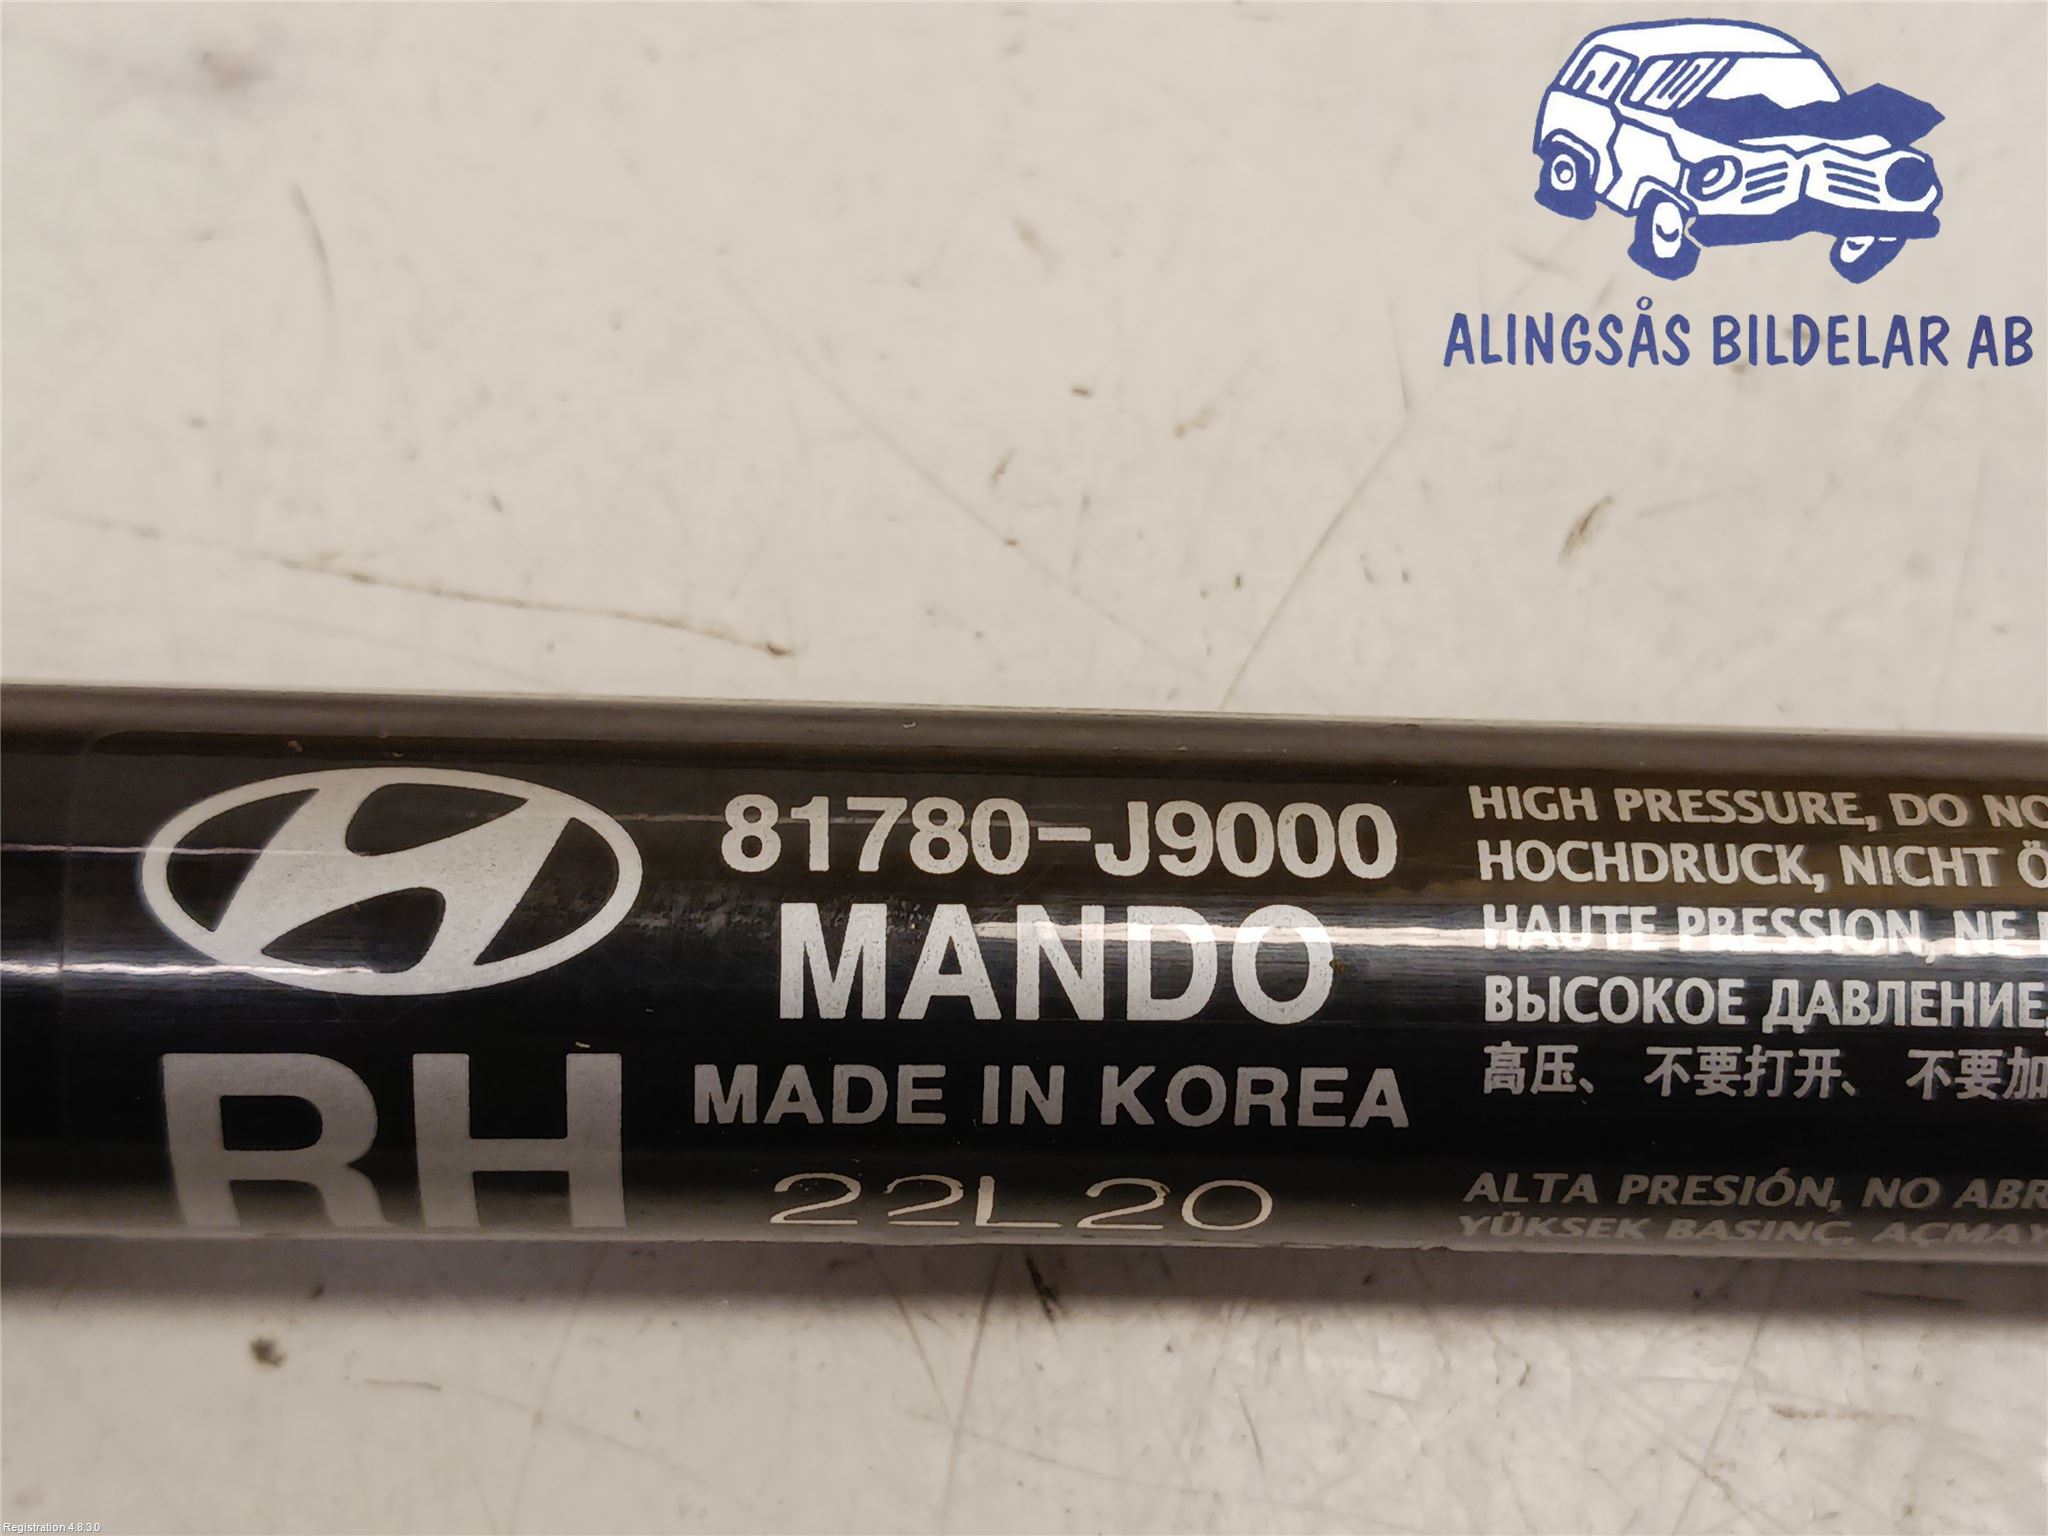 ALINGSÅS BILDELAR AB
81780-J9000
MANDO
MADE IN KOREA
22L20
RH
HIGH PRESSURE, DO NO
HOCHDRUCK, NICHT Ö
HAUTE PRESSION, NE
ВЫСОКОЕ ДАВЛЕНИЕ,
高压、 不要打开、 不要加
ALTA PRESIÓN, NO ABR
YÜKSEK BASINÇ, AÇMAY
Registration 4.8.3.0